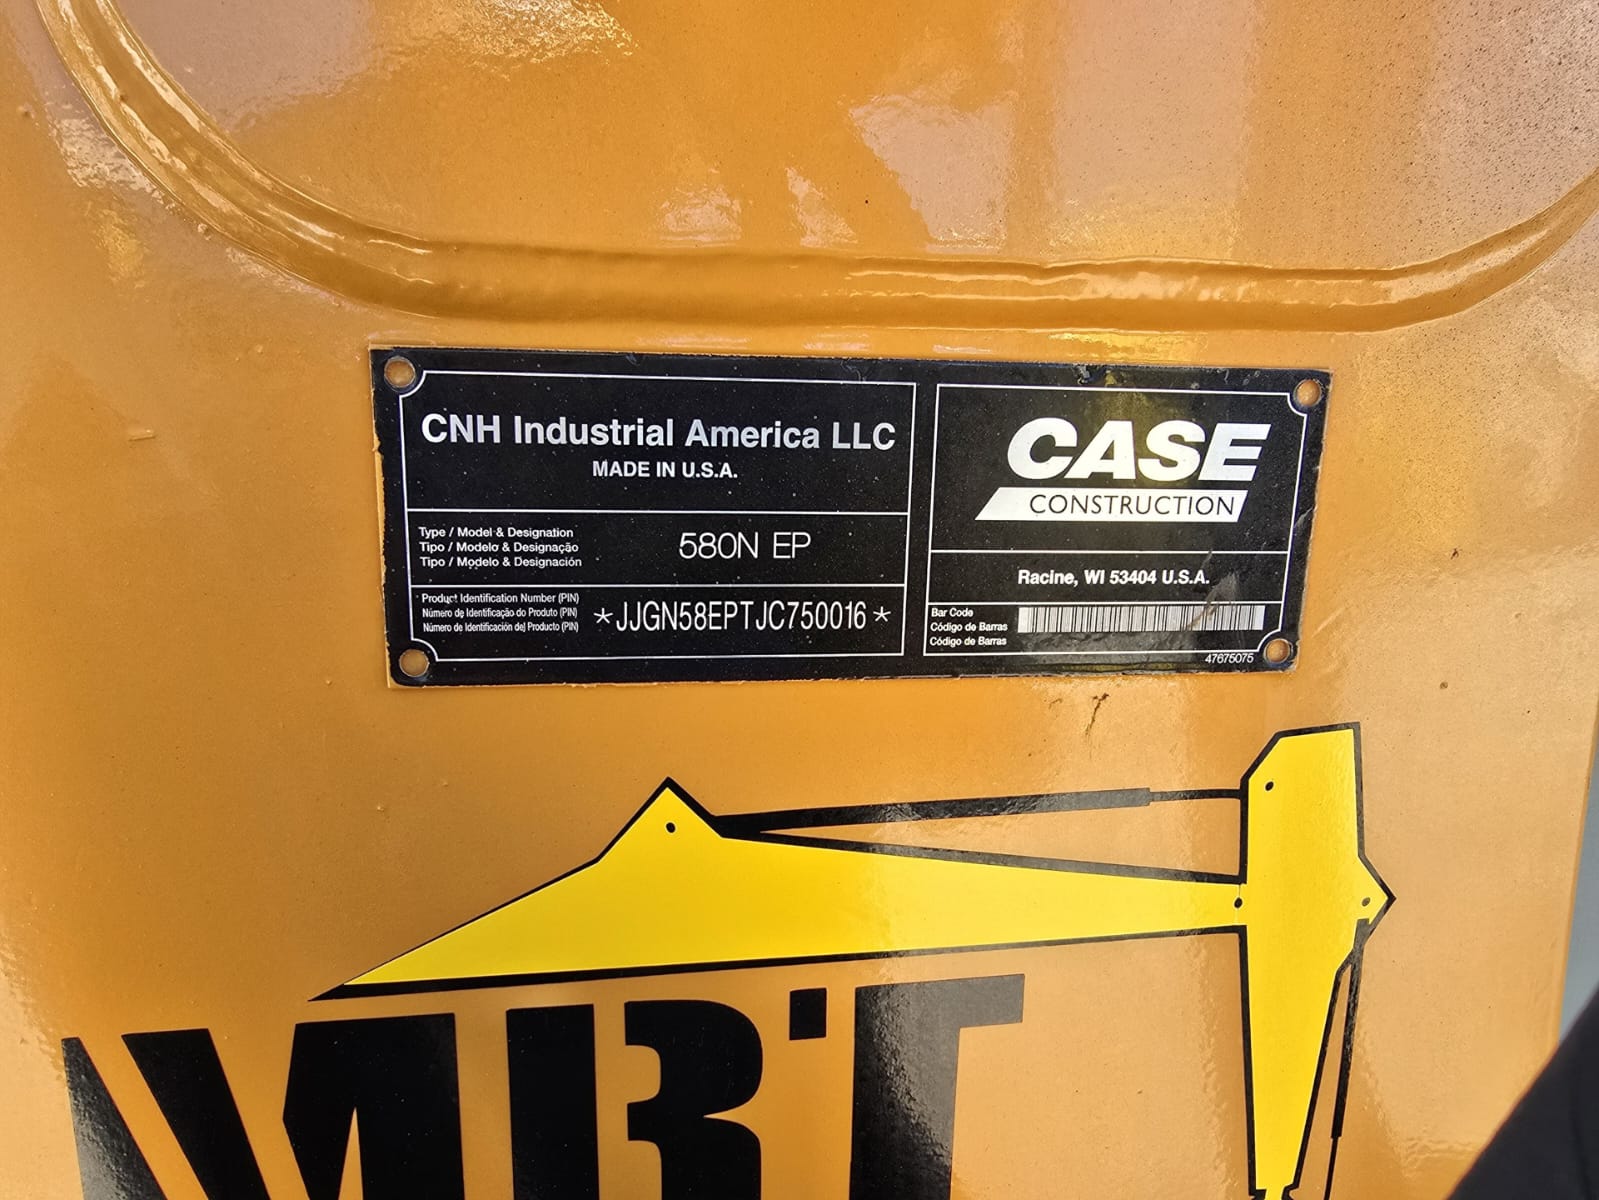 CNH Industrial America LLC
MADE IN U.S.A.
Type / Model & Designation
Tipo / Modelo & Designação
Tipo / Modelo & Designación
580N EP
Product Identification Number (PIN)
Número de Identificação do Produto (PIN)
Número de Identificación del Producto (PIN)
*JJGN58EPTJC750016*
CASE
CONSTRUCTION
Racine, WI 53404 U.S.A.
Bar Code
Código de Barras
Código de Barras
47675075